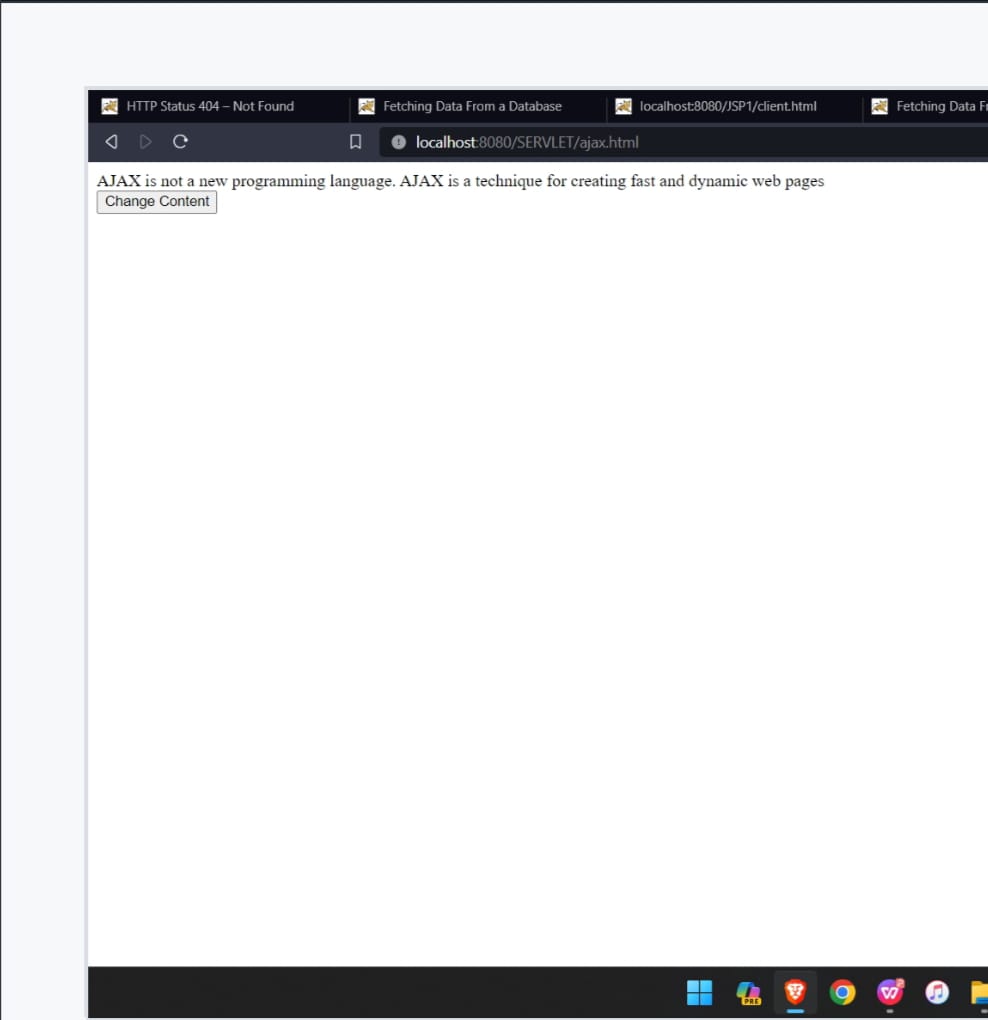 HTTP Status 404 – Not Found
Fetching Data From a Database
localhost:8080/JSP1/client.html
Fetching Data F
localhost:8080/SERVLET/ajax.html
AJAX is not a new programming language. AJAX is a technique for creating fast and dynamic web pages
Change Content
PRE